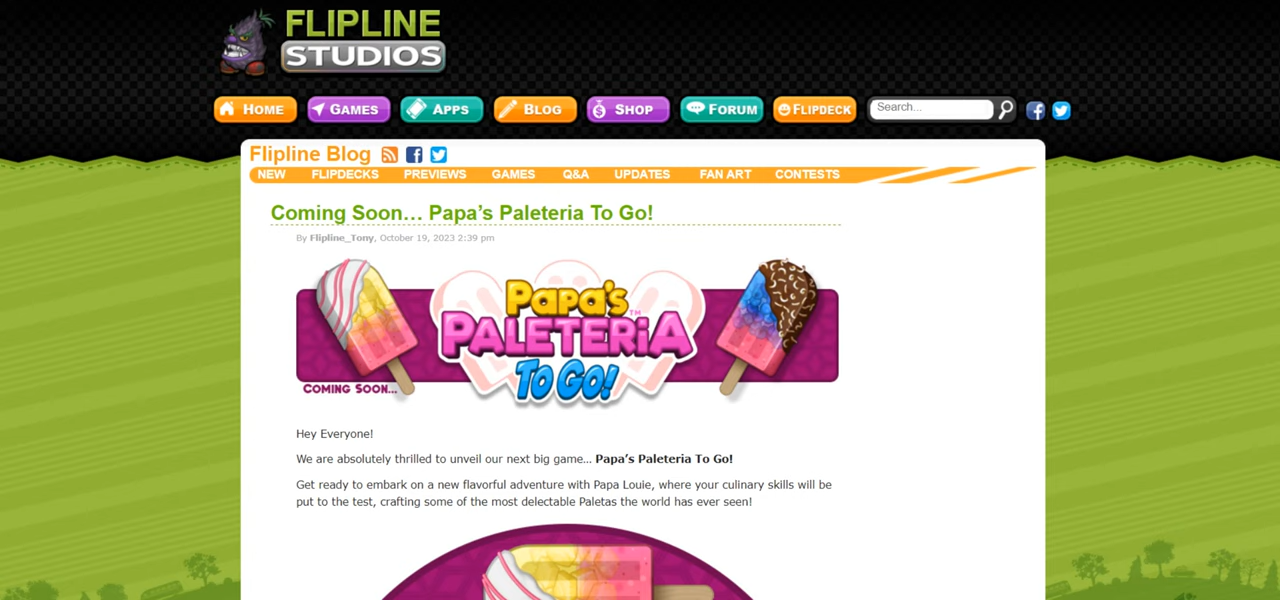 FLIPLINE
STUDIOS
HOME GAMES APPS BLOG SHOP FORUM FLIPDECK Search...
Flipline Blog
NEW FLIPDECKS PREVIEWS GAMES Q&A UPDATES FAN ART CONTESTS
Coming Soon... Papa's Paleteria To Go!
By Flipline_Tony, October 19, 2023 2:39 pm
Papa's
PALETERiA™
TO GO!
COMING SOON...
Hey Everyone!
We are absolutely thrilled to unveil our next big game... Papa's Paleteria To Go!
Get ready to embark on a new flavorful adventure with Papa Louie, where your culinary skills will be
put to the test, crafting some of the most delectable Paletas the world has ever seen!